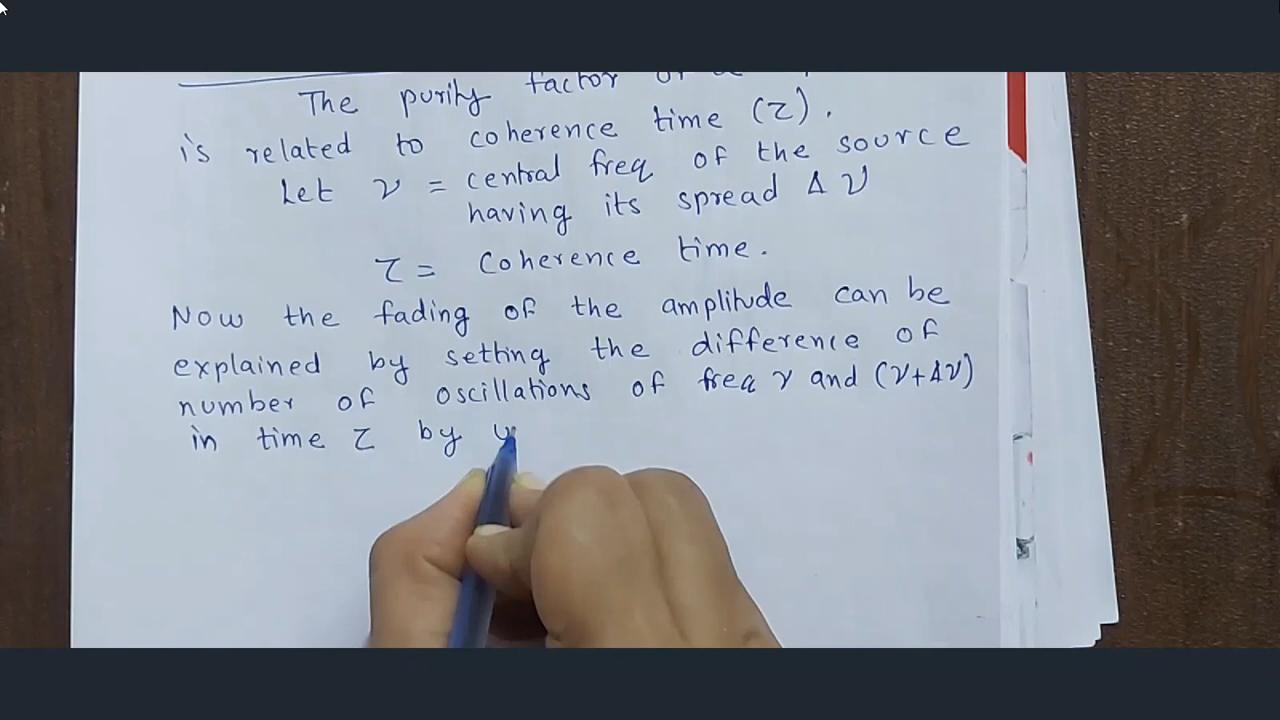 The purity factor of a
is related to coherence time (τ).
Let ν = central freq of the source
having its spread Δν
τ = Coherence time.
Now the fading of the amplitude can be
explained by setting the difference of
number of oscillations of freq ν and (ν+Δν)
in time τ by